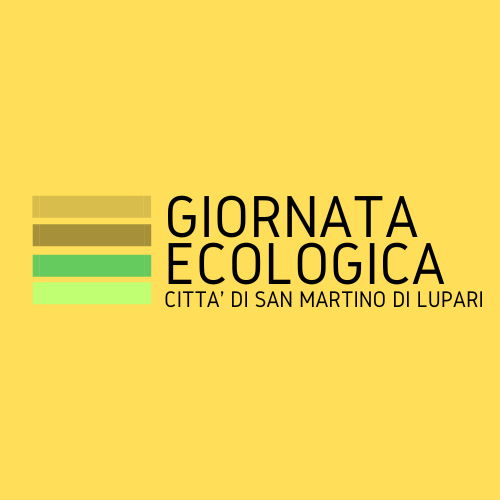 GIORNATA
ECOLOGICA
CITTA' DI SAN MARTINO DI LUPARI